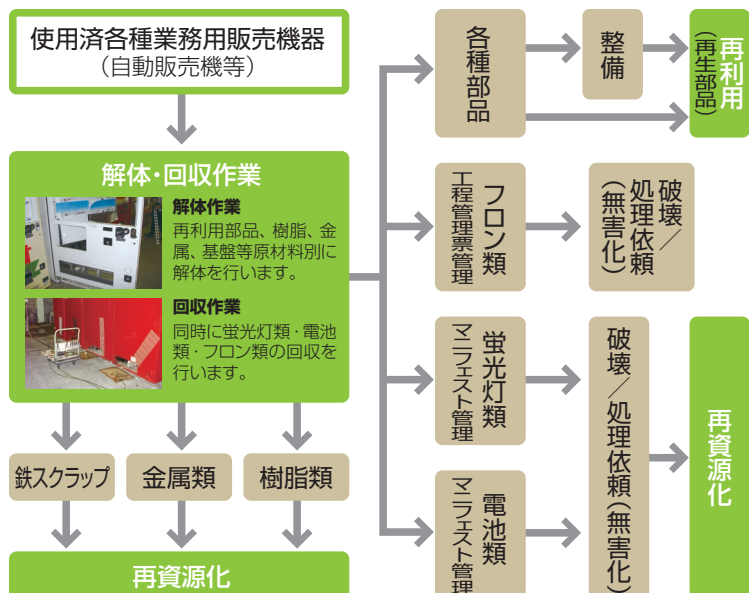 使用済各種業務用販売機器
（自動販売機等）
解体・回収作業
解体作業
再利用部品、樹脂、金
属、基盤等原材料別に
解体を行います。
回収作業
同時に蛍光灯類・電池
類・フロン類の回収を
行います。
鉄スクラップ
金属類
樹脂類
再資源化
各種部品
整備
再利用
（再生部品）
フロン類
工程管理票管理
破壊／
処理依頼
（無害化）
蛍光灯類
マニフェスト管理
電池類
マニフェスト管理
破壊／処理依頼（無害化）
再資源化